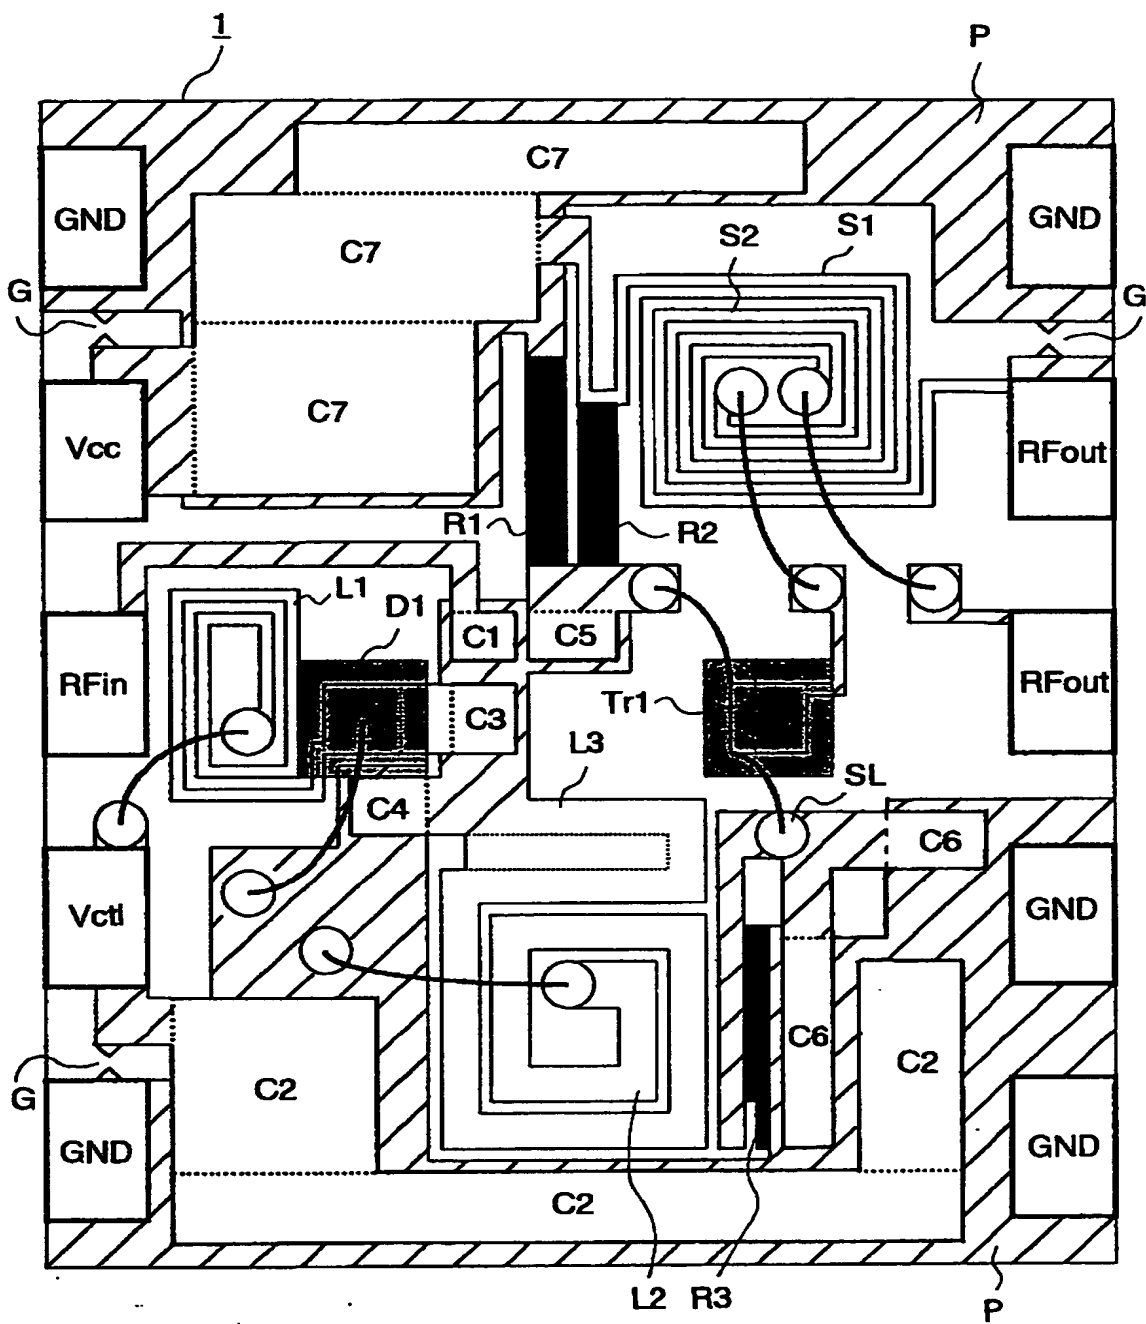 1
P
C7
GND
GND
C7
S2
S1
G
G
C7
Vcc
RFout
R1
R2
L1
D1
C1
C5
RFin
C3
Tr1
RFout
L3
SL
C4
C6
Vctl
GND
C6
C2
C2
G
GND
GND
C2
L2
R3
P